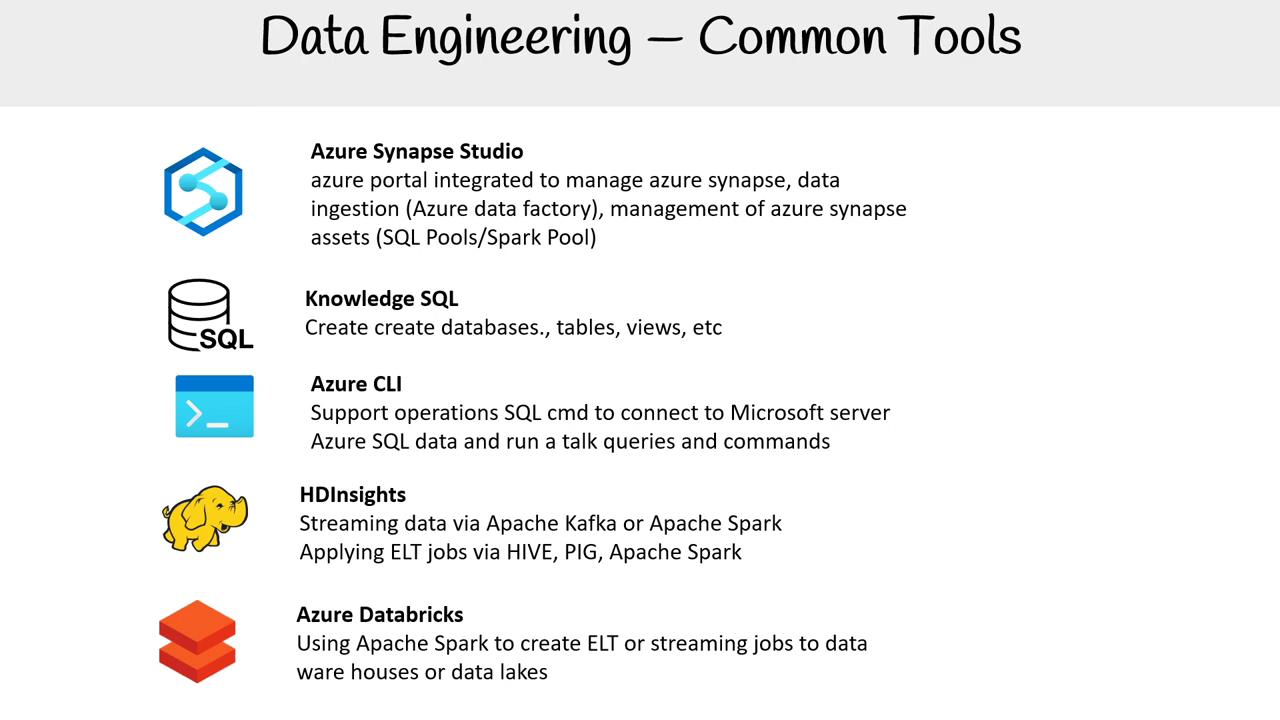 Data Engineering – Common Tools
Azure Synapse Studio
azure portal integrated to manage azure synapse, data
ingestion (Azure data factory), management of azure synapse
assets (SQL Pools/Spark Pool)
SQL
Knowledge SQL
Create create databases., tables, views, etc
>_
Azure CLI
Support operations SQL cmd to connect to Microsoft server
Azure SQL data and run a talk queries and commands
HDInsights
Streaming data via Apache Kafka or Apache Spark
Applying ELT jobs via HIVE, PIG, Apache Spark
Azure Databricks
Using Apache Spark to create ELT or streaming jobs to data
ware houses or data lakes